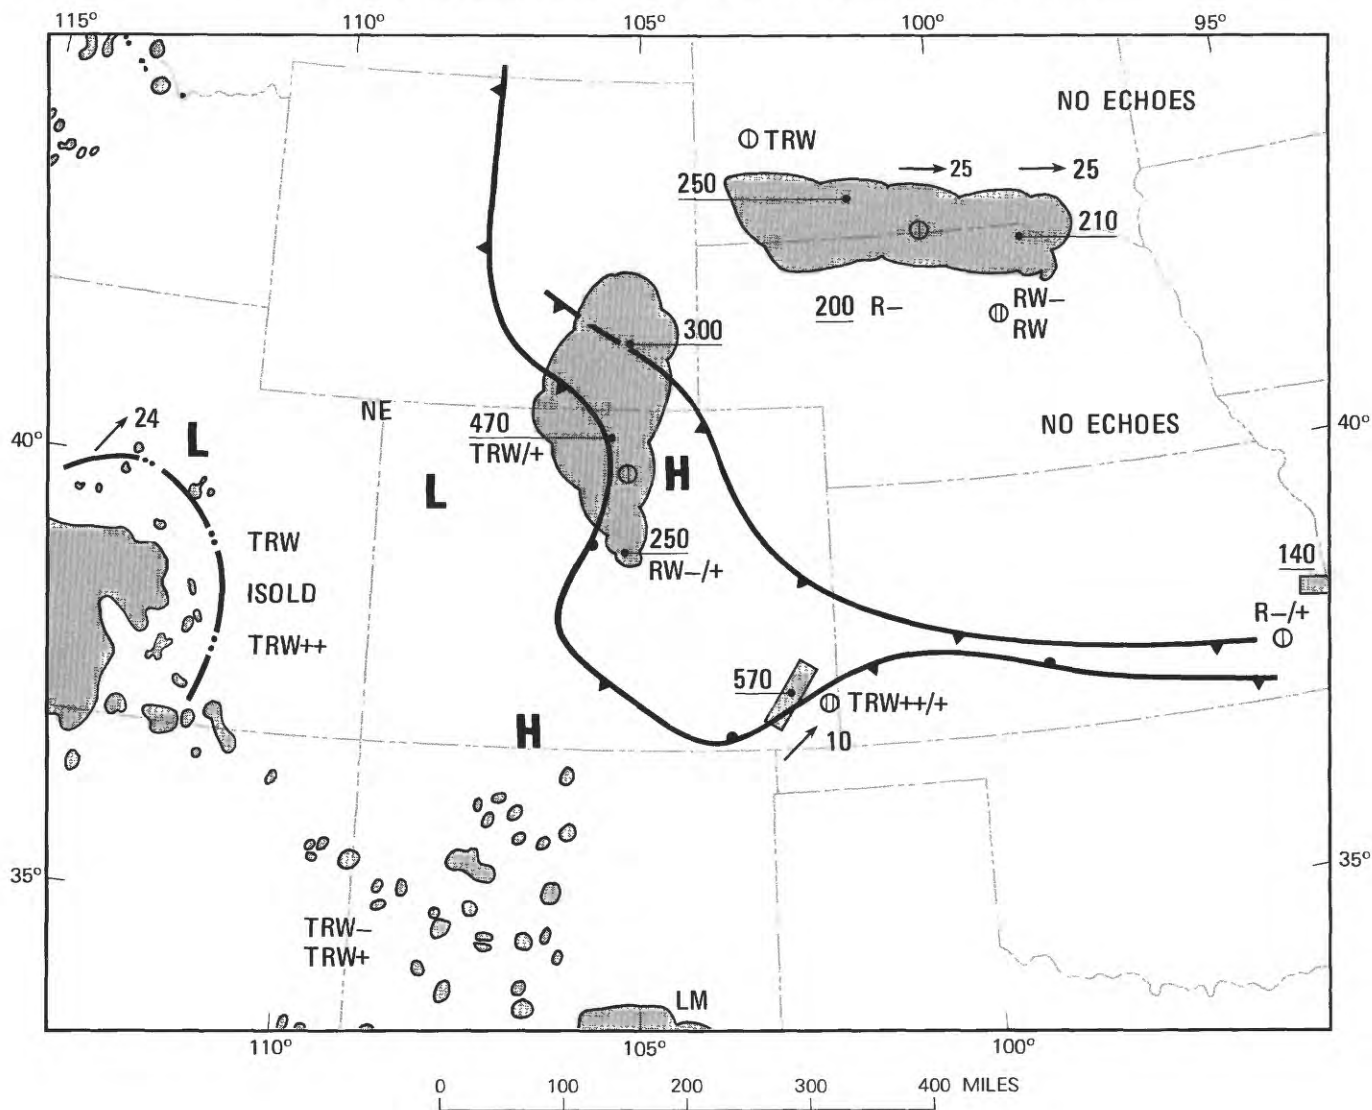 115° 110° 105° 100° 95°
NO ECHOES
TRW
25 25
250
210
200 R–
RW–
RW
300
NE
NO ECHOES
40° 40°
24
L
470
TRW/+
L
H
TRW
250
RW–/+
140
ISOLD
R–/+
TRW++
570
TRW++/+
H
10
35° 35°
TRW–
TRW+
LM
110° 105° 100°
0 100 200 300 400 MILES